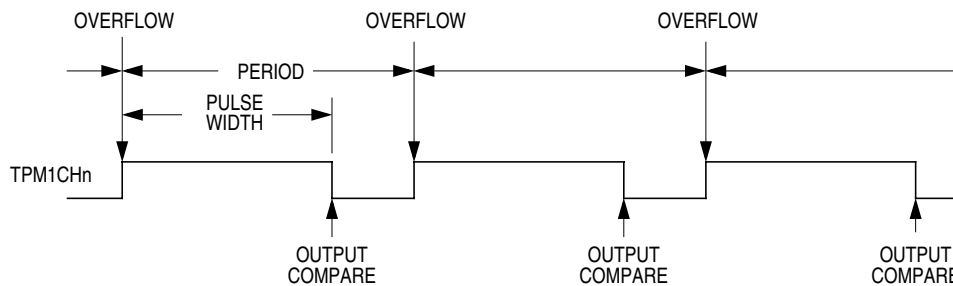 OVERFLOW
OVERFLOW
OVERFLOW
PERIOD
PULSE
WIDTH
TPM1CHn
OUTPUT
COMPARE
OUTPUT
COMPARE
OUTPUT
COMPARE